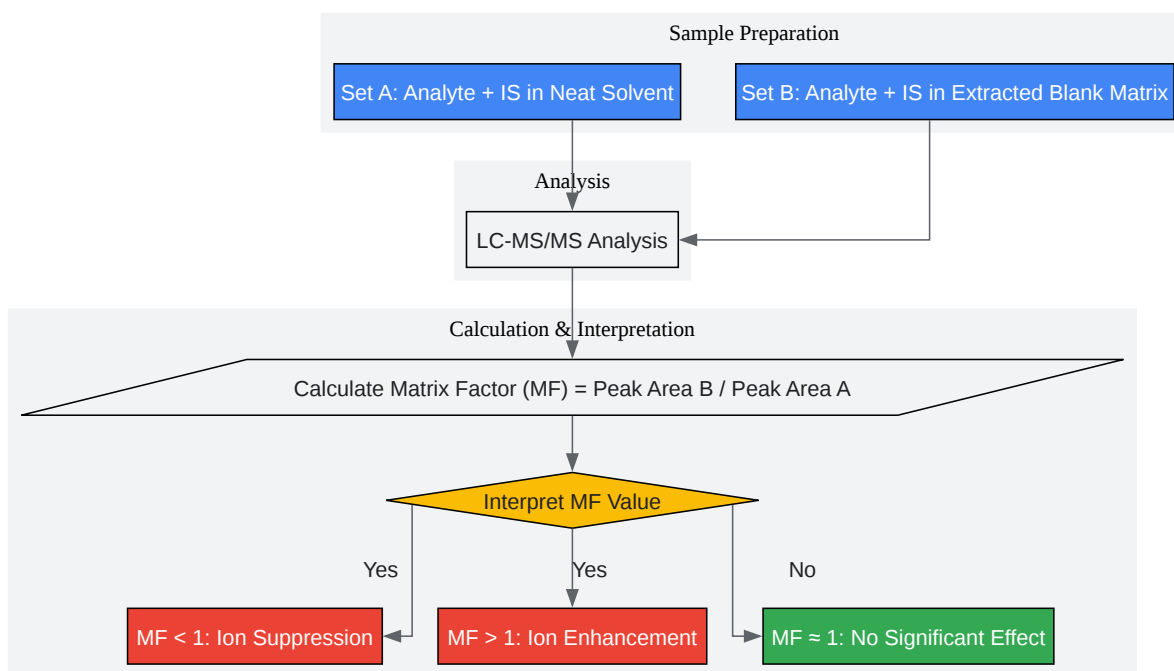 Sample Preparation
Set A: Analyte + IS in Neat Solvent
Set B: Analyte + IS in Extracted Blank Matrix
Analysis
LC-MS/MS Analysis
Calculation & Interpretation
Calculate Matrix Factor (MF) = Peak Area B / Peak Area A
Interpret MF Value
Yes
Yes
No
MF < 1: Ion Suppression
MF > 1: Ion Enhancement
MF ≈ 1: No Significant Effect